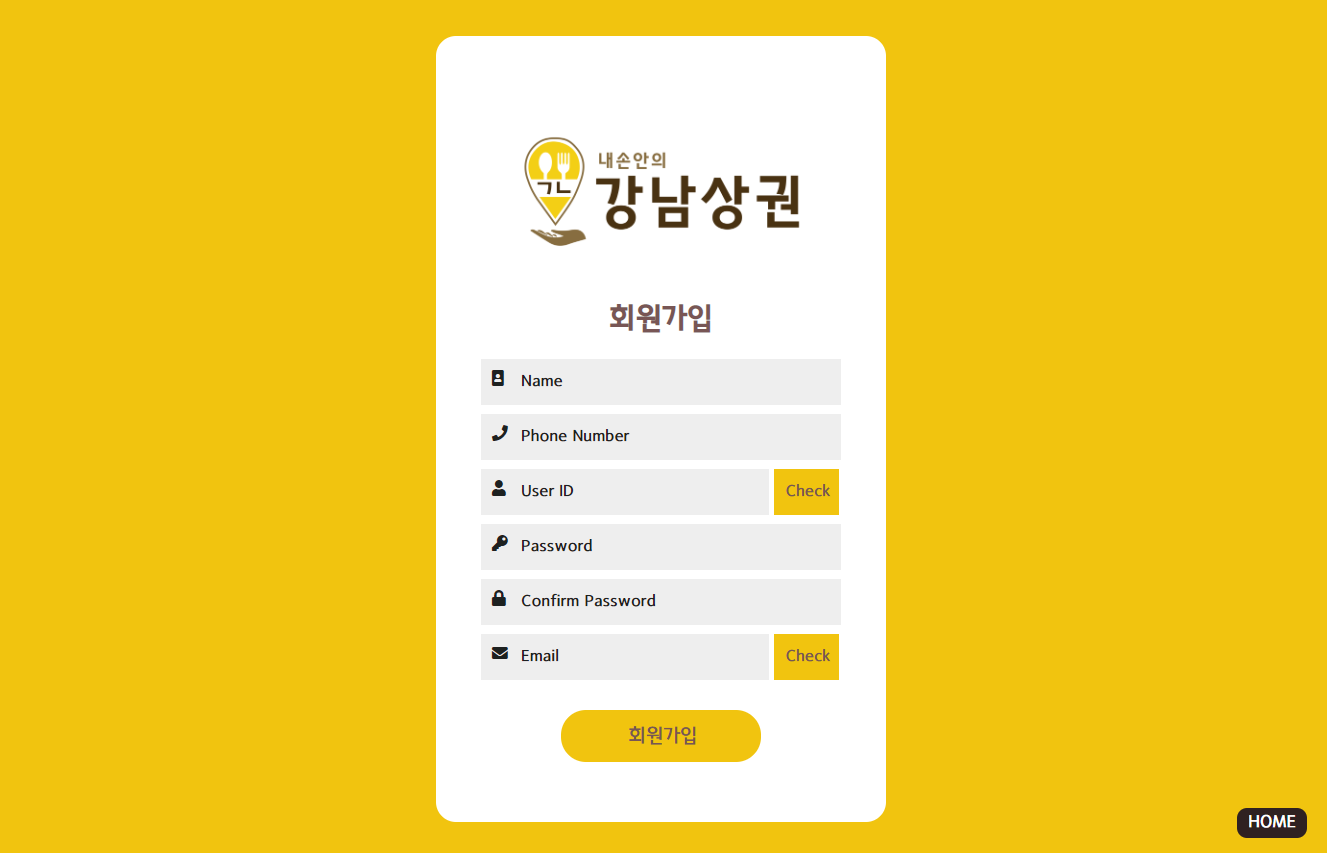 내손안의
ㄱㄴ
강남상권
회원가입
Name
Phone Number
User ID
Check
Password
Confirm Password
Email
Check
회원가입
HOME